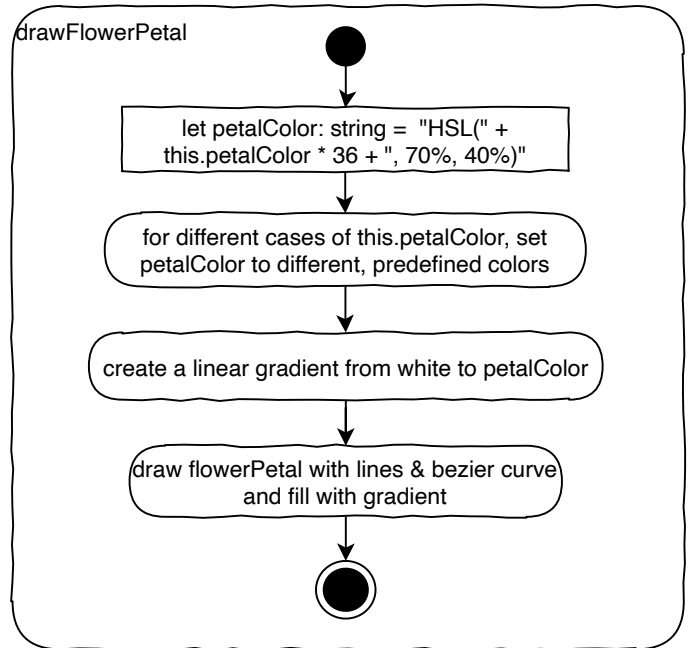 drawFlowerPetal
let petalColor: string =  "HSL(" +
this.petalColor * 36 + ", 70%, 40%)"
for different cases of this.petalColor, set
petalColor to different, predefined colors
create a linear gradient from white to petalColor
draw flowerPetal with lines & bezier curve
and fill with gradient